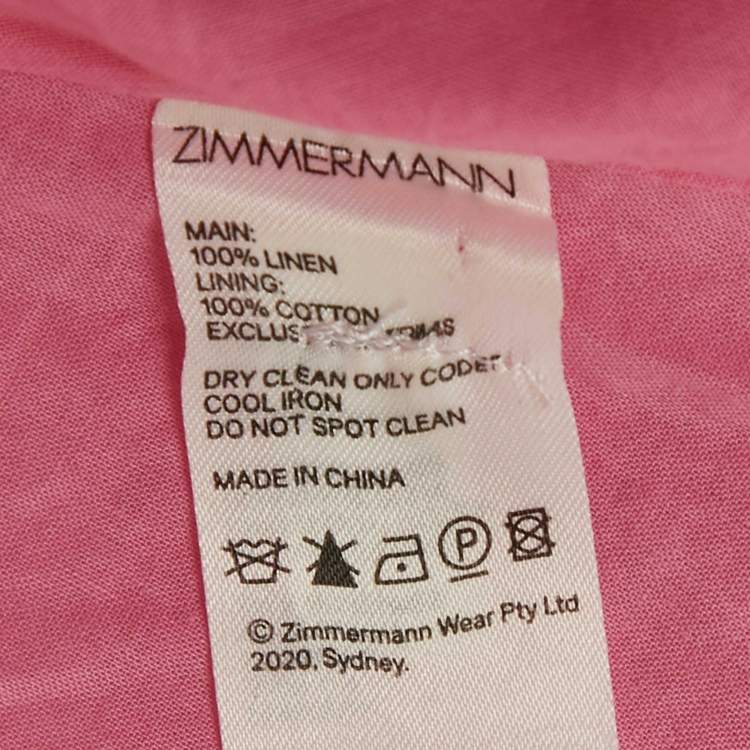 ZIMMERMANN
MAIN:
100% LINEN
LINING:
100% COTTON
DRY CLEAN ONLY CODE
COOL IRON
DO NOT SPOT CLEAN
MADE IN CHINA
P
© Zimmermann Wear Pty Ltd
2020, Sydney.